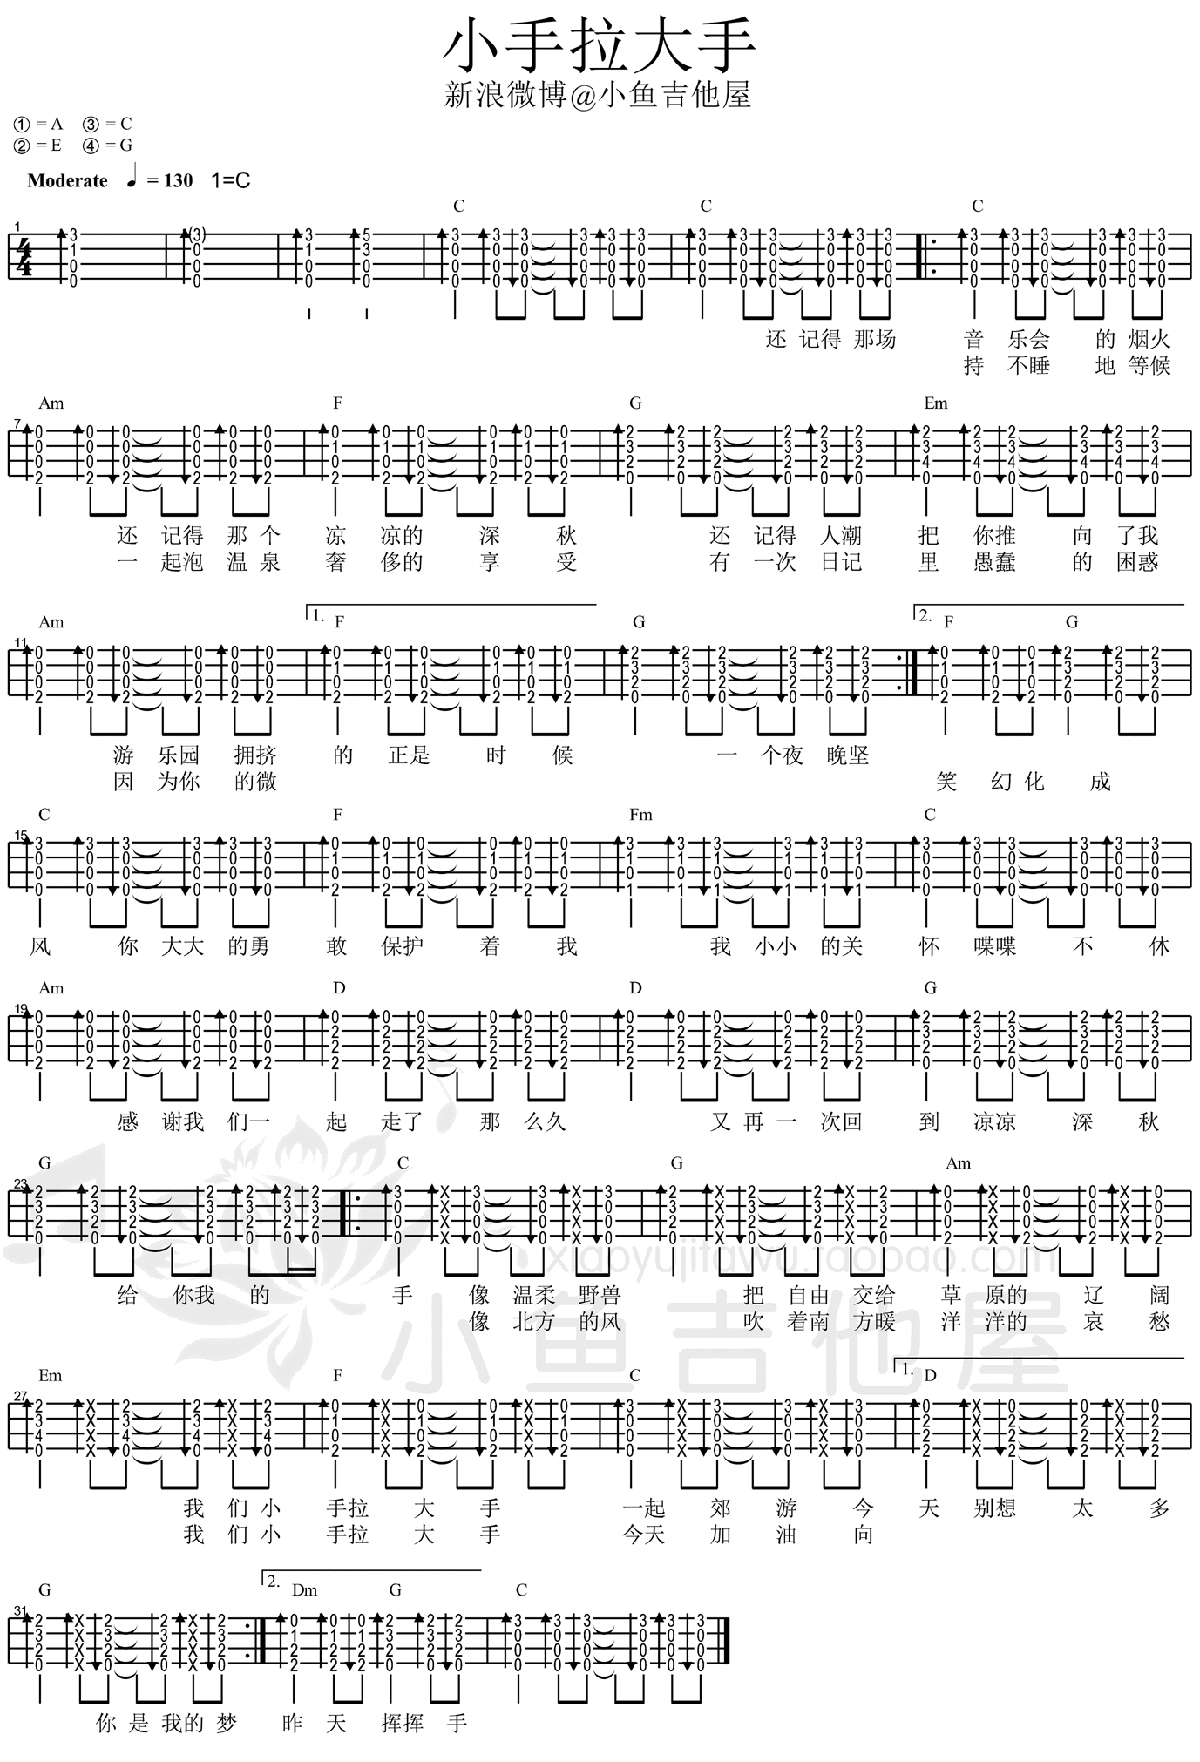 小手拉大手
新浪微博@小鱼吉他屋
① = A ③ = C
② = E ④ = G
Moderate ♩ = 130 1=C
C C C
还 记得 那场 音 乐会 的 烟火
持 不睡 地 等候
Am F G Em
还 记得 那 个 凉 凉的 深 秋 还 记得 人潮 把 你推 向 了我
一 起泡 温 泉 奢 侈的 享 受 有 一次 日记 里 愚蠢 的 困惑
Am 1. F G 2. F G
游 乐园 拥挤 的 正是 时 候 一 个夜 晚坚
因 为你 的微 笑 幻化 成
C F Fm C
风 你 大大 的勇 敢 保护 着 我 我 小小 的关 怀 喋喋 不 休
Am D D G
感 谢我 们一 起 走了 那 么久 又 再一 次回 到 凉凉 深 秋
G C G Am
给 你我 的 手 像 温柔 野兽 把 自由 交给 草 原的 辽 阔
像 北方 的风 吹 着南 方暖 洋 洋的 哀 愁
xiaoyujitawu.taobao.com
小鱼吉他屋
Em F C 1. D
我 们 小 手拉 大 手 一起 郊 游 今 天 别想 太 多
我 们 小 手拉 大 手 今天 加 油 向
G 2. Dm G C
你 是 我的 梦 昨 天 挥挥 手